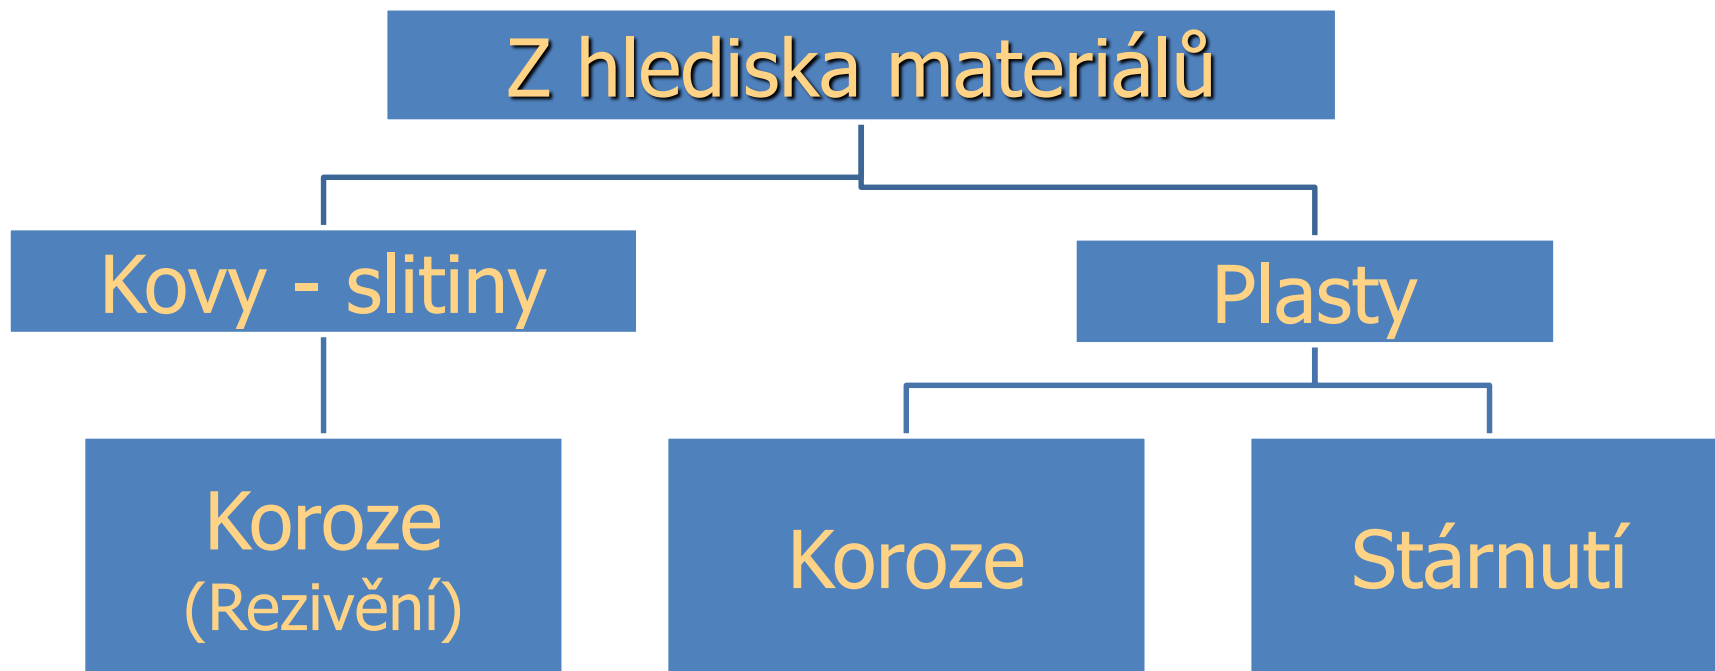 Z hlediska materiálů
Kovy - slitiny
Plasty
Koroze
(Rezivění)
Koroze
Stárnutí